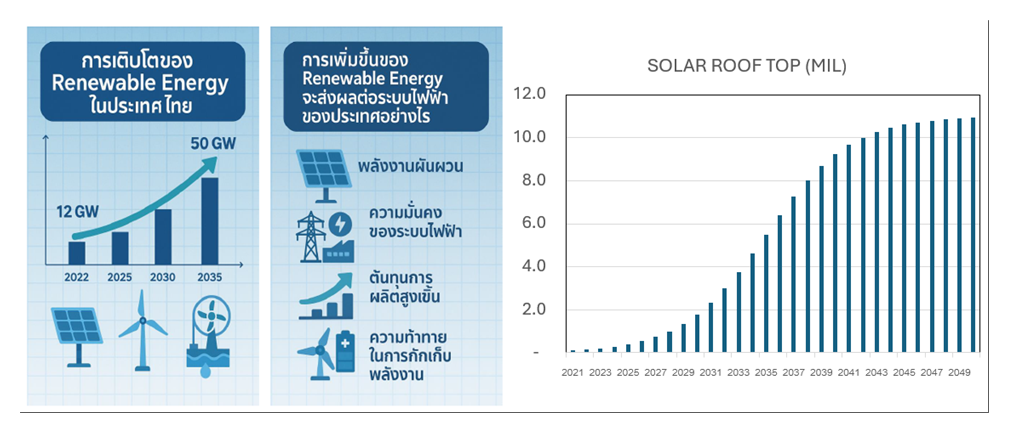 การเติบโตของ
Renewable Energy
ในประเทศไทย
50 GW
12 GW
2022 2025 2030 2035
การเพิ่มขึ้นของ
Renewable Energy
จะส่งผลต่อระบบไฟฟ้า
ของประเทศอย่างไร
พลังงานผันผวน
ความมั่นคง
ของระบบไฟฟ้า
ต้นทุนการ
ผลิตสูงเขึ้น
ความท้าทาย
ในการกักเก็บ
พลังงาน
SOLAR ROOF TOP (MIL)
12.0
10.0
8.0
6.0
4.0
2.0
-
2021 2023 2025 2027 2029 2031 2033 2035 2037 2039 2041 2043 2045 2047 2049